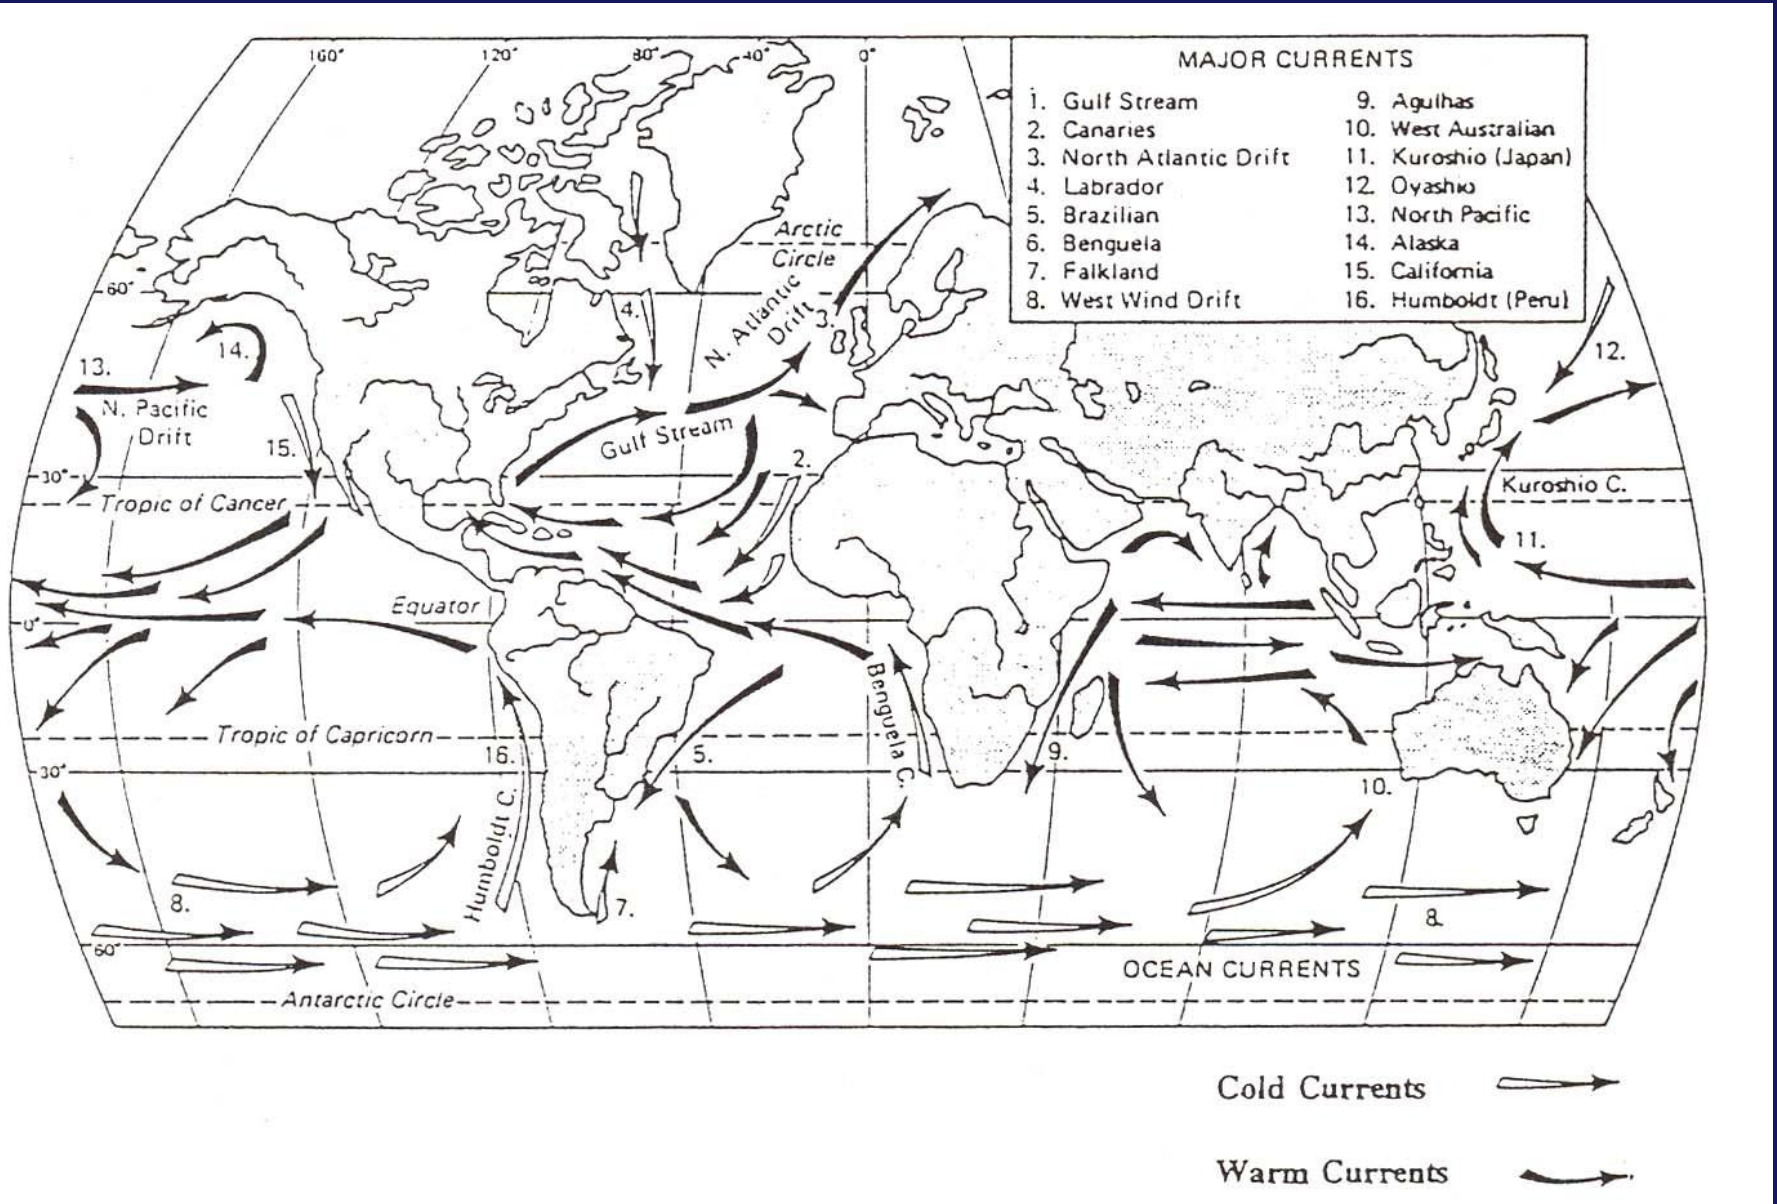 160° 120° 80° 40° 0°
MAJOR CURRENTS
1. Gulf Stream
2. Canaries
3. North Atlantic Drift
4. Labrador
5. Brazilian
6. Benguela
7. Falkland
8. West Wind Drift
9. Agulhas
10. West Australian
11. Kuroshio (Japan)
12. Oyashio
13. North Pacific
14. Alaska
15. California
16. Humboldt (Peru)
Arctic
Circle
60°
4.
N. Atlantic
Drift
3.
14.
12.
13.
N. Pacific
Drift
15.
Gulf Stream
2.
30°
Tropic of Cancer
Kuroshio C.
11.
Equator
0°
Benguela C.
Tropic of Capricorn
16.
5.
9.
30°
10.
Humboldt C.
8.
7.
8.
60°
OCEAN CURRENTS
Antarctic Circle
Cold Currents
Warm Currents